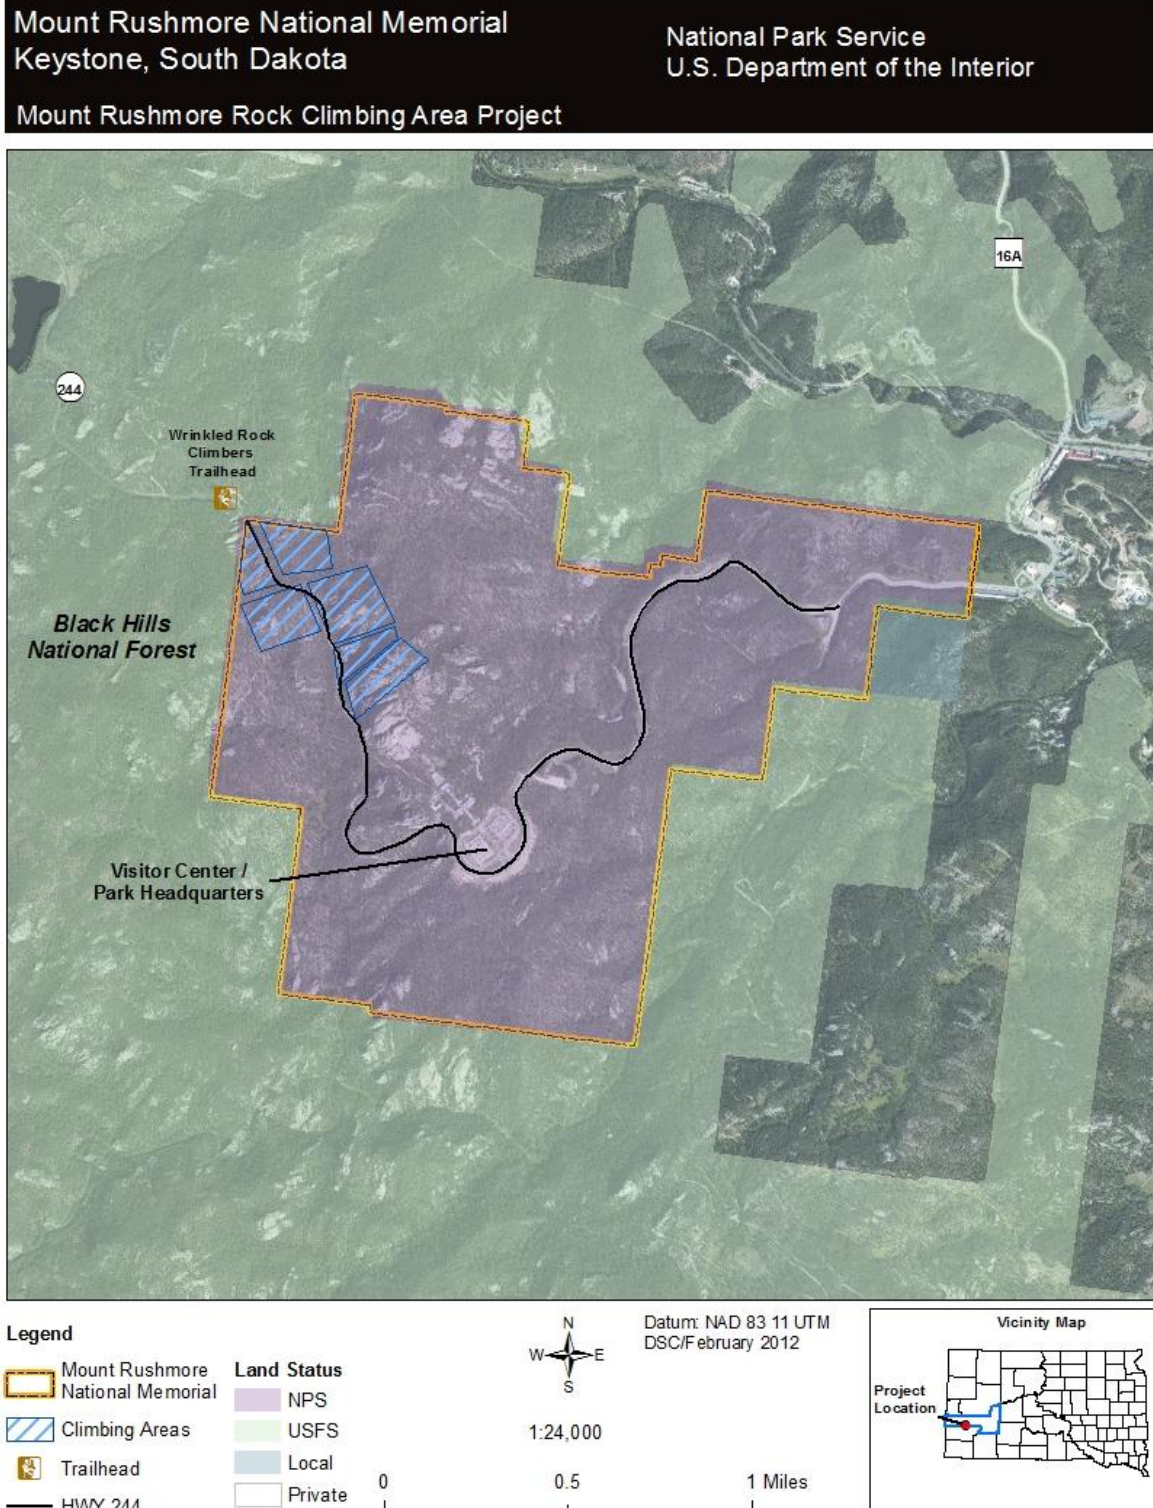 Mount Rushmore National Memorial
Keystone, South Dakota
National Park Service
U.S. Department of the Interior
Mount Rushmore Rock Climbing Area Project
16A
244
Wrinkled Rock
Climbers
Trailhead
Black Hills
National Forest
Visitor Center /
Park Headquarters
Legend
Mount Rushmore
National Memorial
Climbing Areas
Trailhead
HWY 244
Land Status
NPS
USFS
Local
Private
N
W E
S
1:24,000
0 0.5 1 Miles
Datum: NAD 83 11 UTM
DSC/February 2012
Vicinity Map
Project
Location